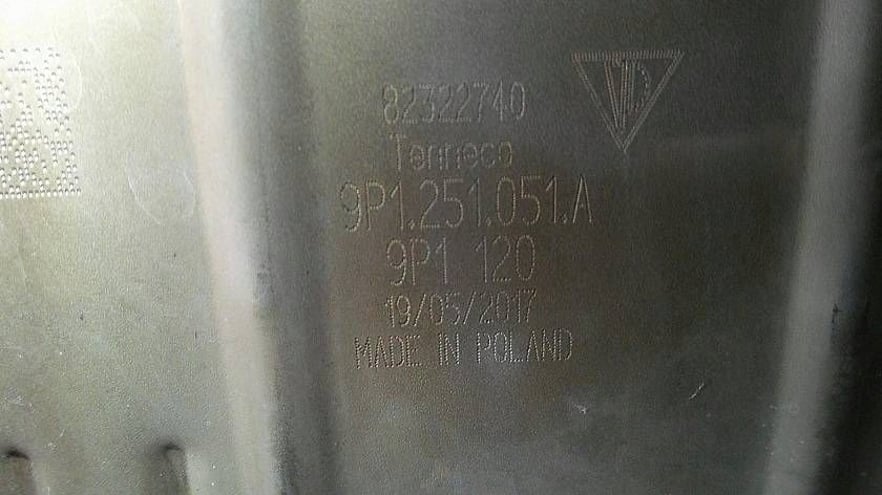 82322740
Tenneco
9P1.251.051.A
9P1 120
19/05/2017
MADE IN POLAND